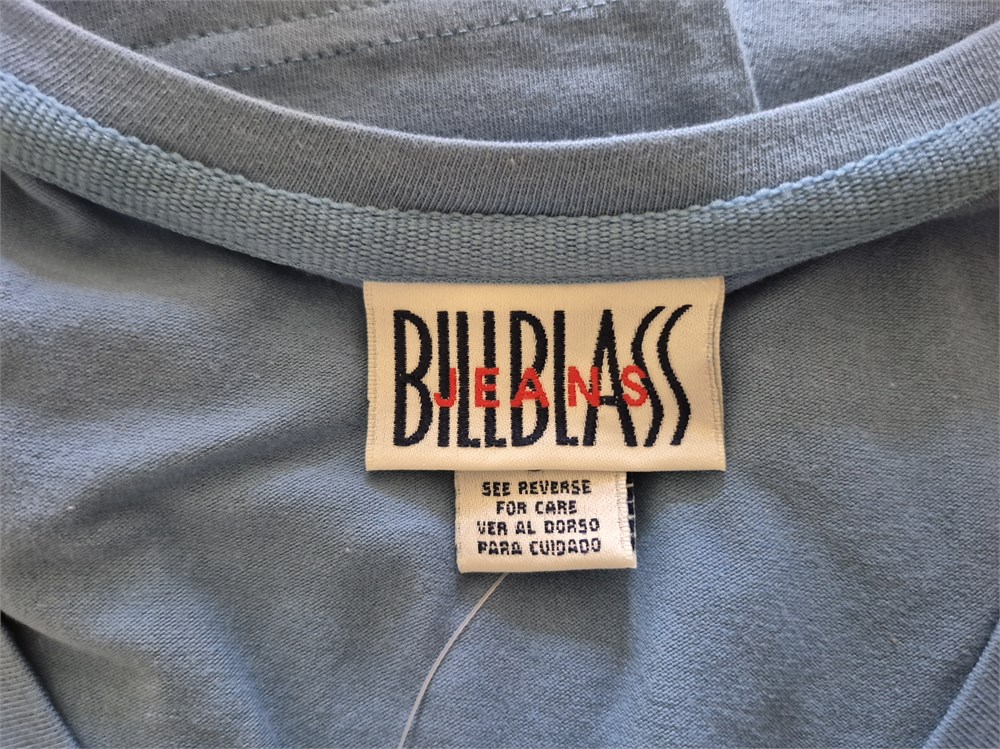 BILLBLASS
JEANS
SEE REVERSE
FOR CARE
VER AL DORSO
PARA CUIDADO